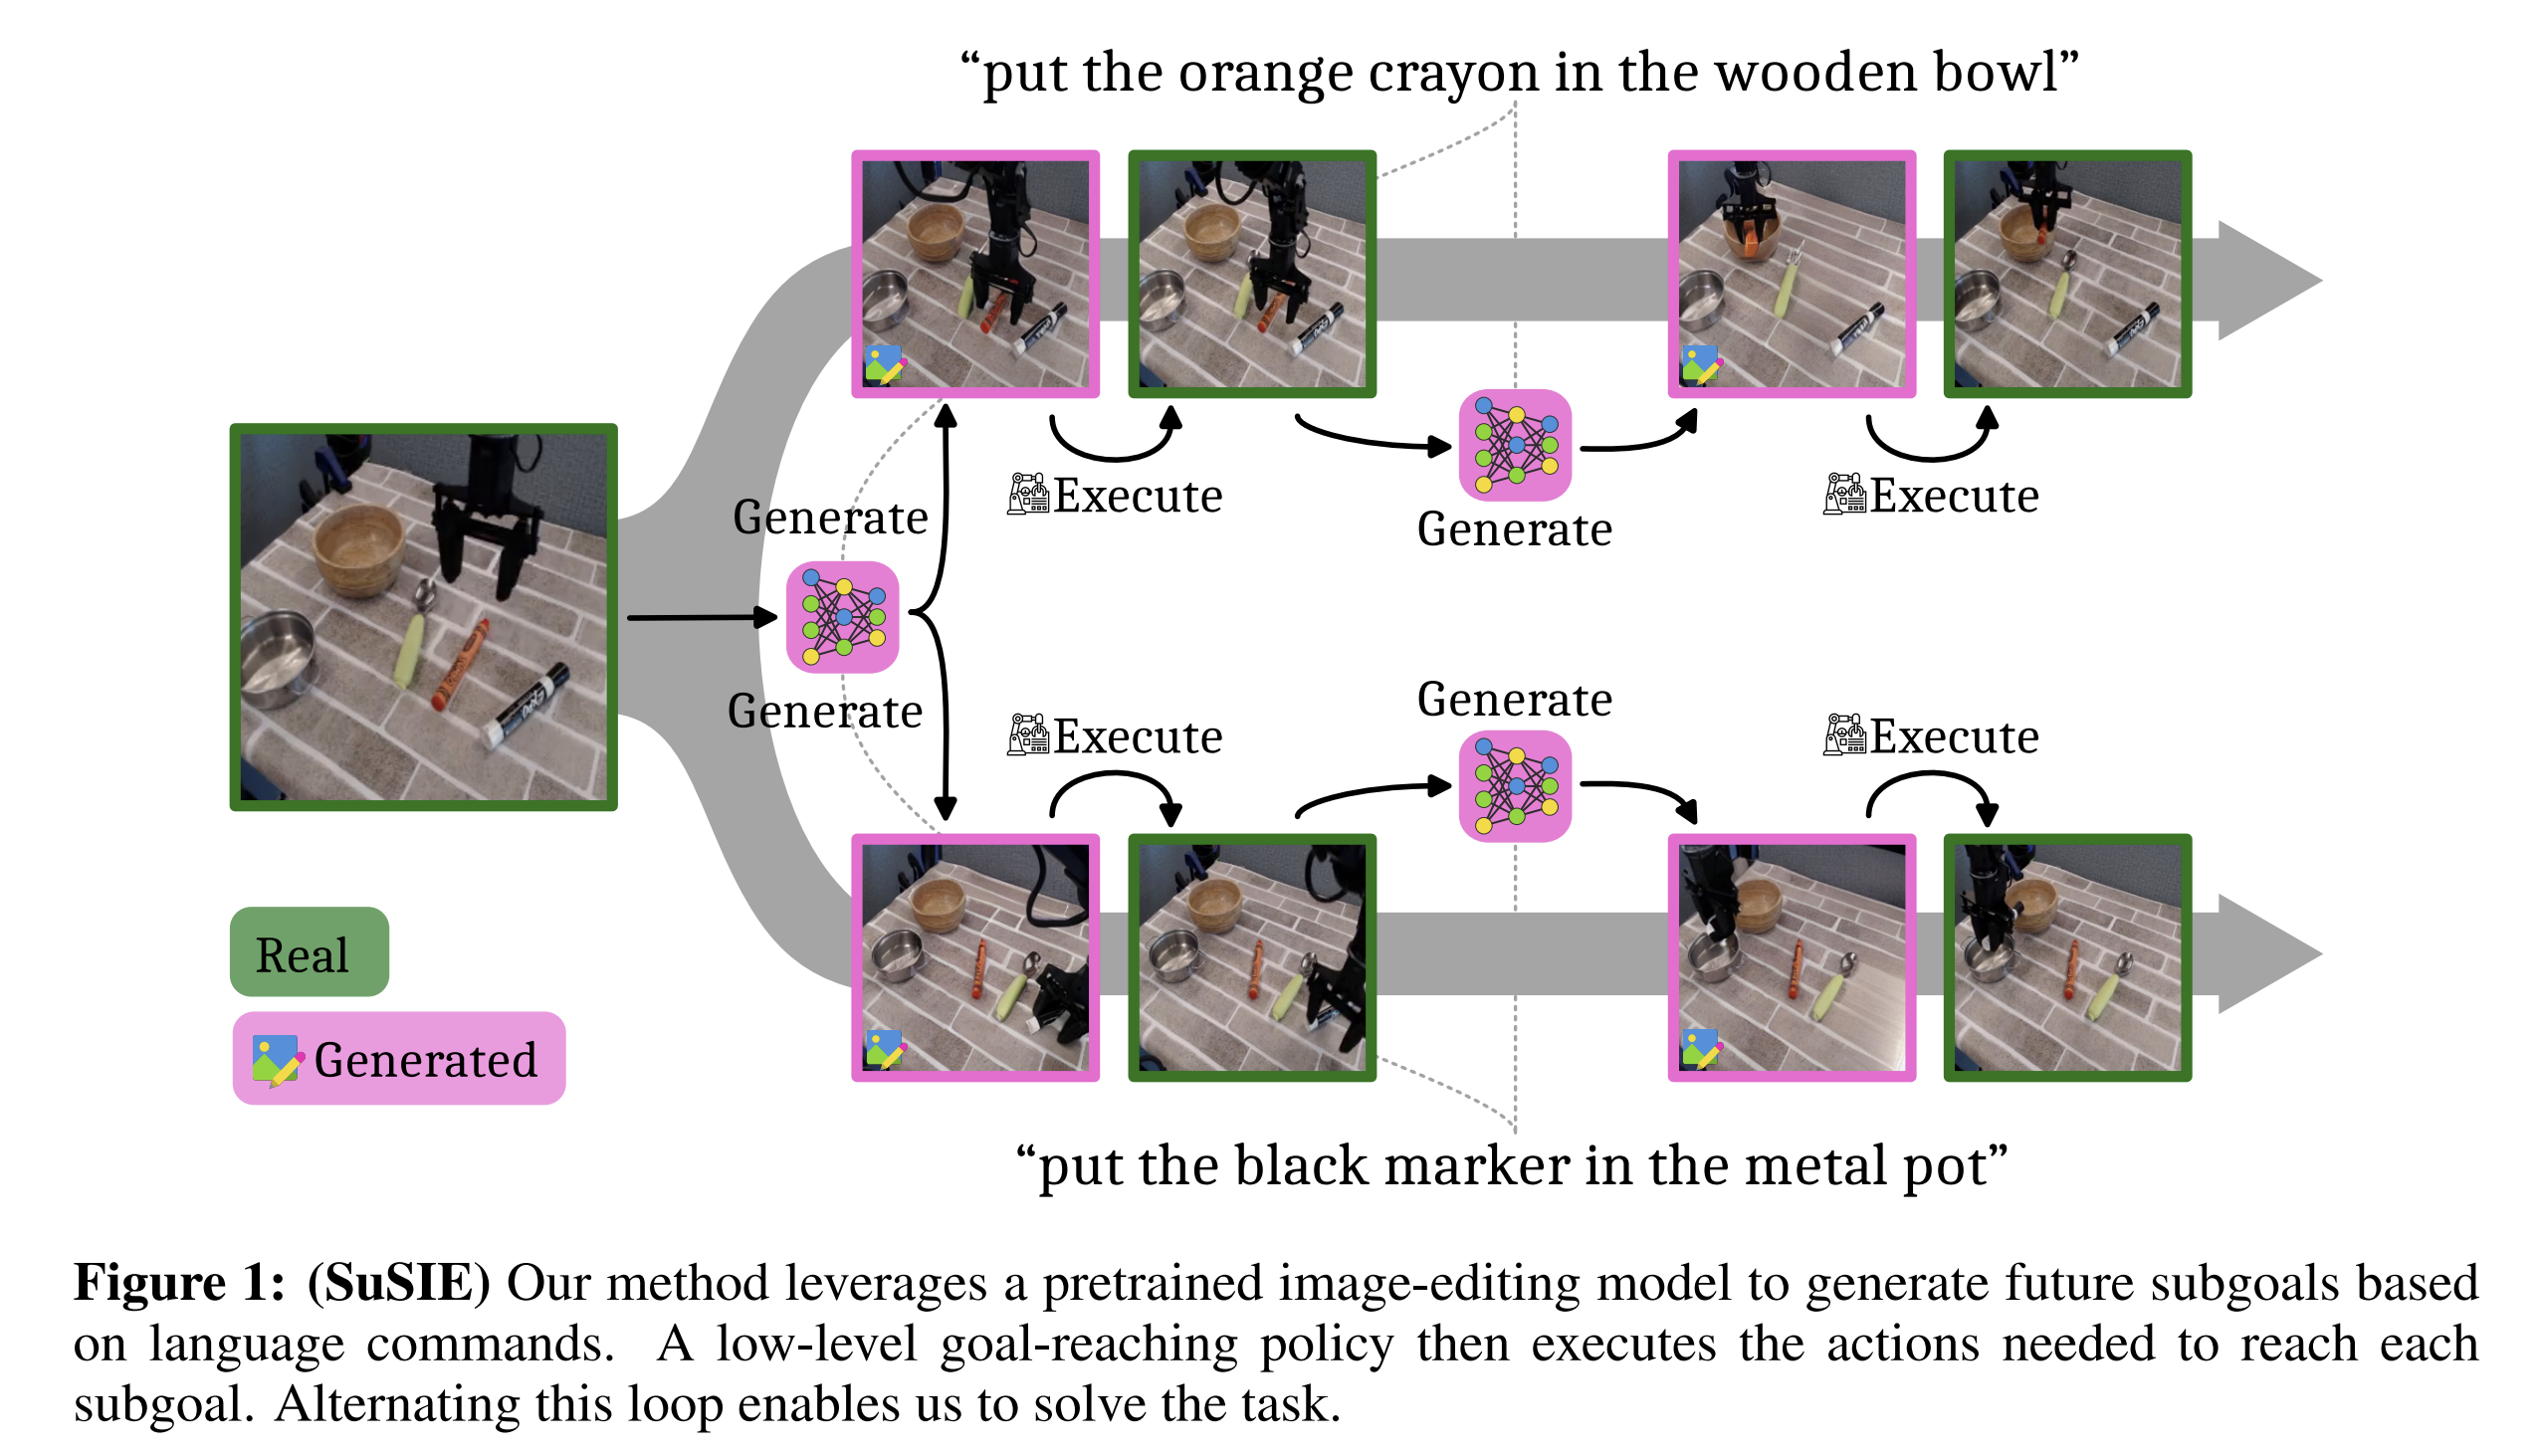 “put the orange crayon in the wooden bowl”
Execute
Generate
Execute
Generate
Generate
Execute
Generate
Execute
Real
Generated
“put the black marker in the metal pot”
Figure 1: (SuSIE) Our method leverages a pretrained image-editing model to generate future subgoals based
on language commands. A low-level goal-reaching policy then executes the actions needed to reach each
subgoal. Alternating this loop enables us to solve the task.